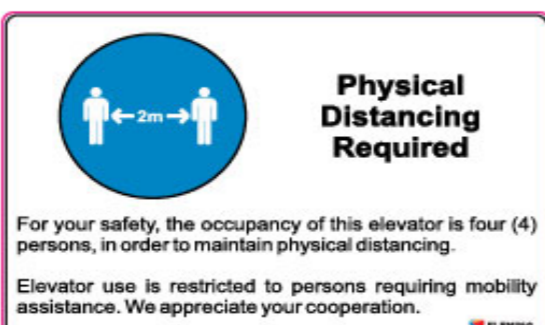 2m
Physical
Distancing
Required
For your safety, the occupancy of this elevator is four (4)
persons, in order to maintain physical distancing.
Elevator use is restricted to persons requiring mobility
assistance. We appreciate your cooperation.